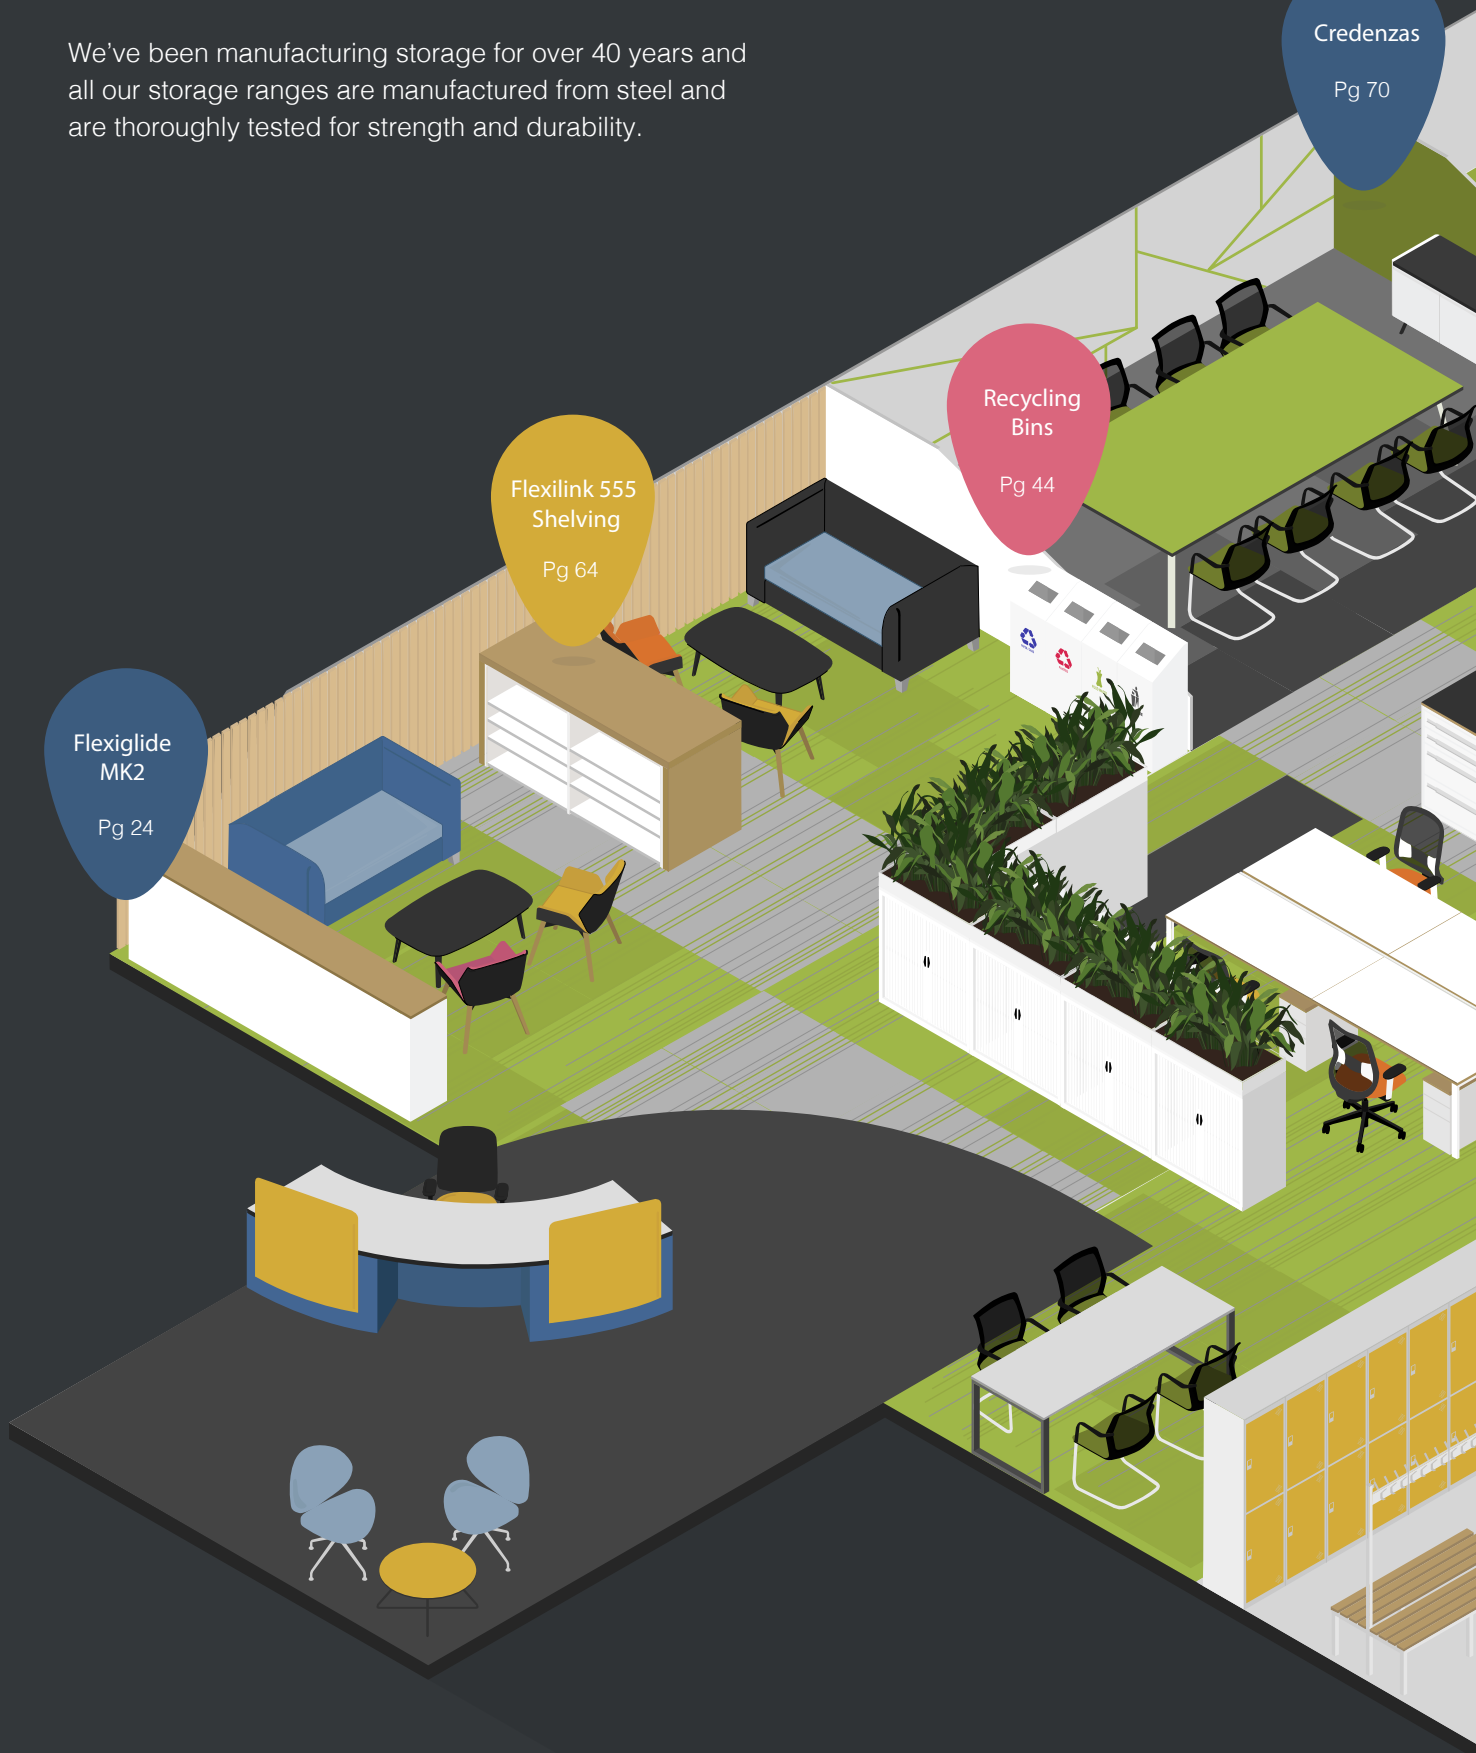 We've been manufacturing storage for over 40 years and
all our storage ranges are manufactured from steel and
are thoroughly tested for strength and durability.
Credenzas
Pg 70
Recycling
Bins
Pg 44
Flexilink 555
Shelving
Pg 64
Flexiglide
MK2
Pg 24